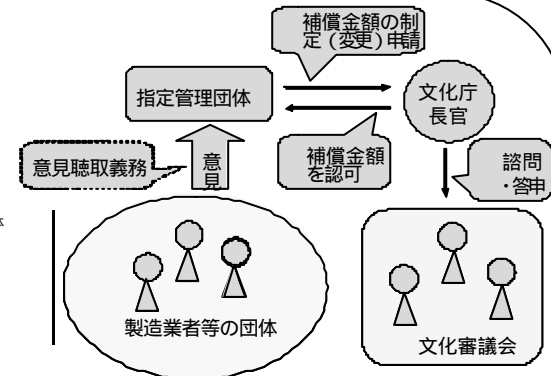 補償金額の制
定（変更）申請
指定管理団体
文化庁
長官
意見聴取義務
意
見
補償金額
を認可
諮問
・答申
製造業者等の団体
文化審議会